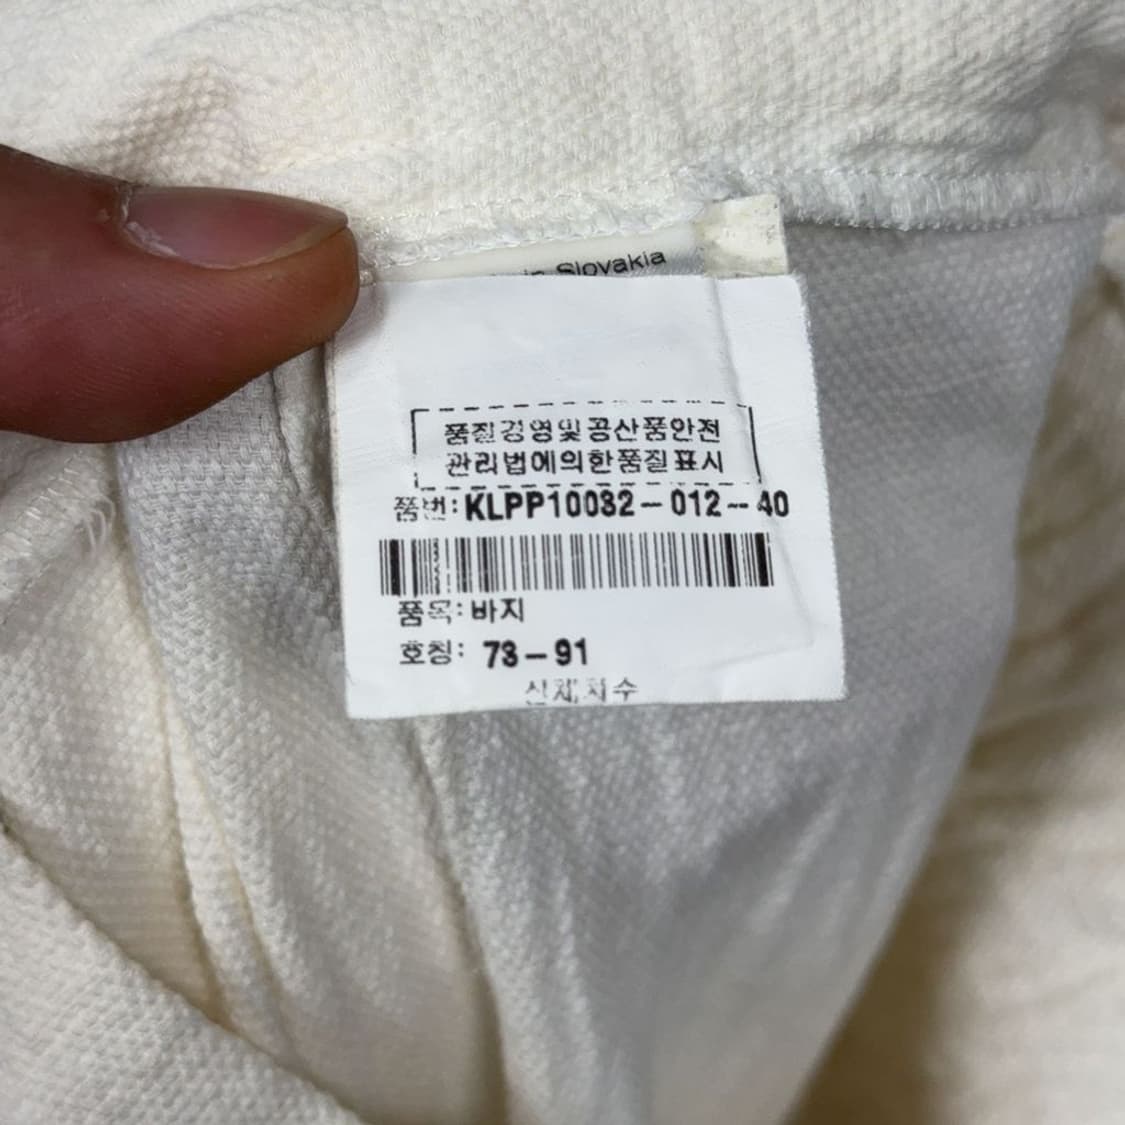 in Slovakia
품질경영및공산품안전
관리법에의한품질표시
품번: KLPP10032-012--40
품목: 바지
호칭: 73-91
신체치수